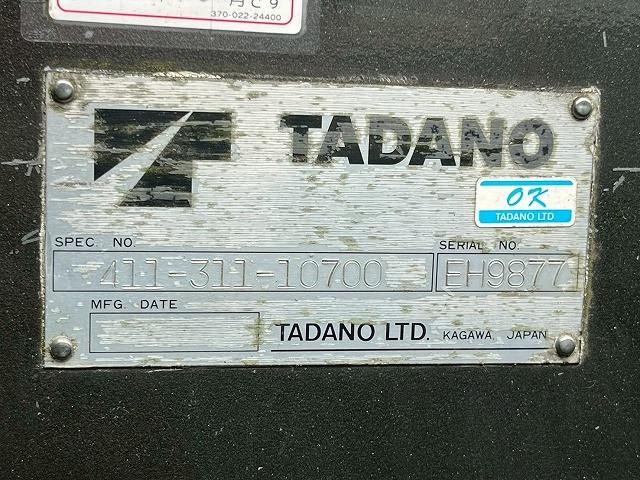 370-022-24400
TADANO
OK
TADANO LTD
SPEC. NO.
SERIAL NO.
411-311-10700
EH9877
MFG. DATE
TADANO LTD. KAGAWA, JAPAN